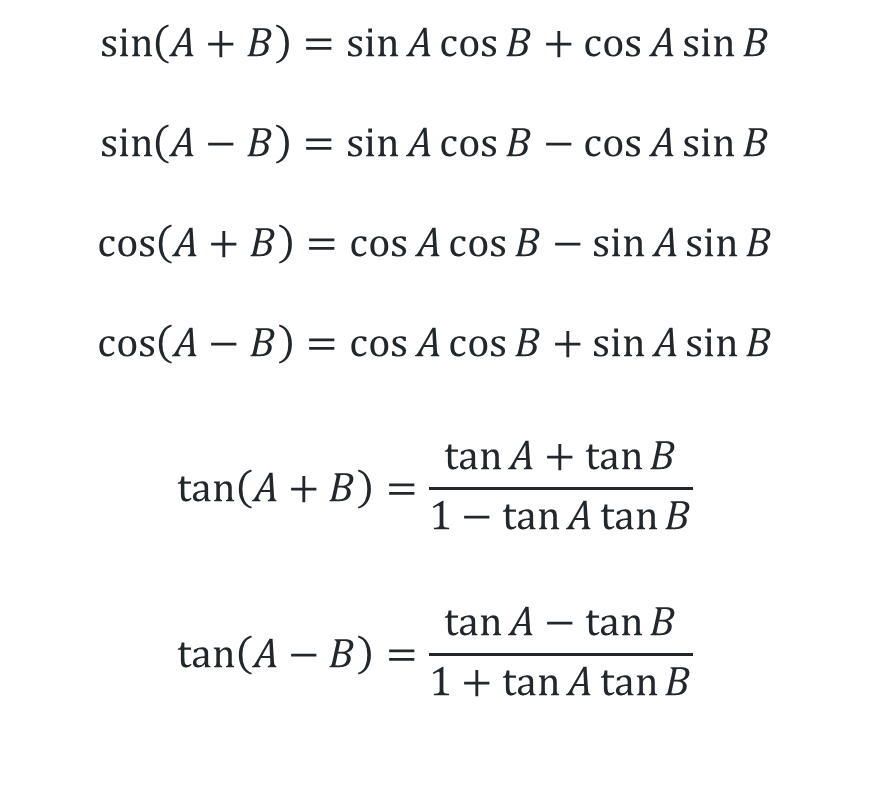 sin(A + B) = sin A cos B + cos A sin B
sin(A − B) = sin A cos B − cos A sin B
cos(A + B) = cos A cos B − sin A sin B
cos(A − B) = cos A cos B + sin A sin B
tan(A + B) = (tan A + tan B) / (1 − tan A tan B)
tan(A − B) = (tan A − tan B) / (1 + tan A tan B)